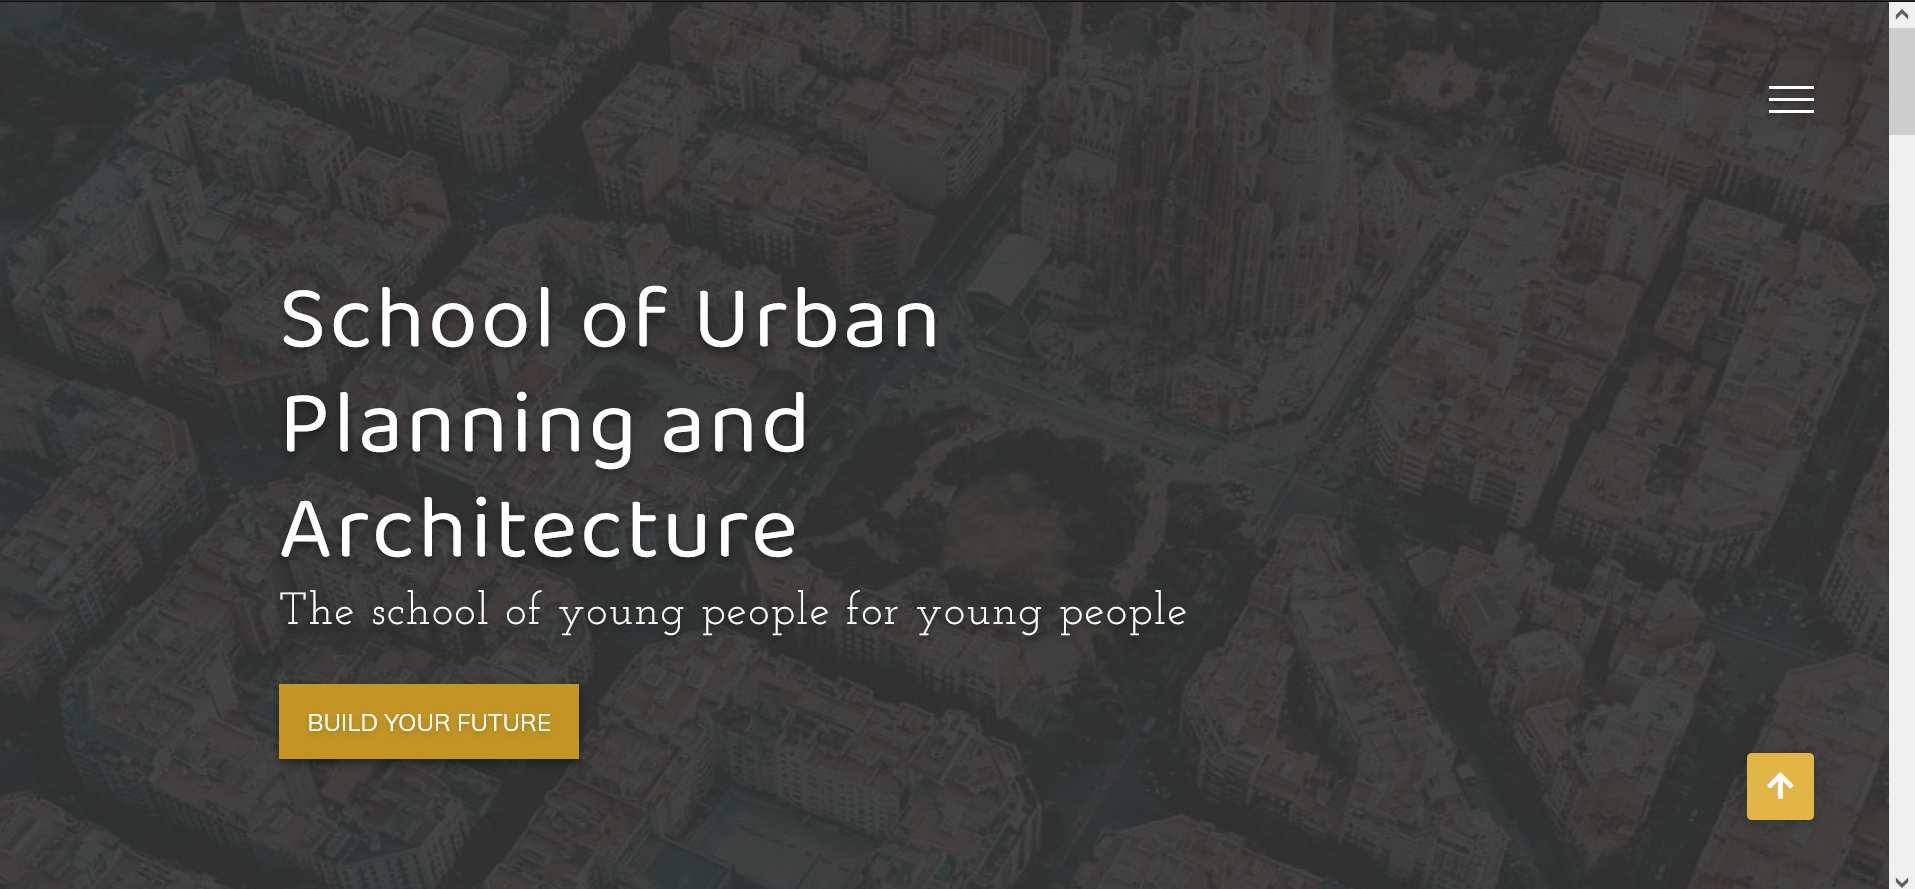 School of Urban
Planning and
Architecture
The school of young people for young people
BUILD YOUR FUTURE